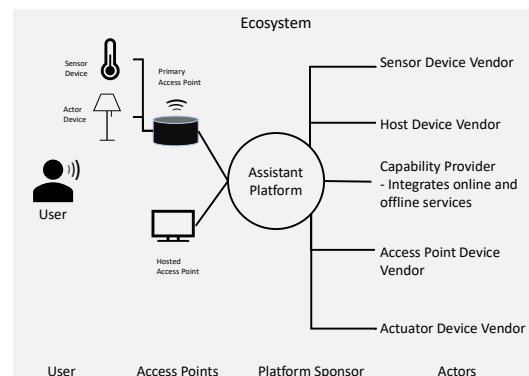 Ecosystem
Sensor
Device
Primary
Access Point
Actor
Device
User
Hosted
Access Point
Assistant
Platform
Sensor Device Vendor
Host Device Vendor
Capability Provider
- Integrates online and
offline services
Access Point Device
Vendor
Actuator Device Vendor
User
Access Points
Platform Sponsor
Actors